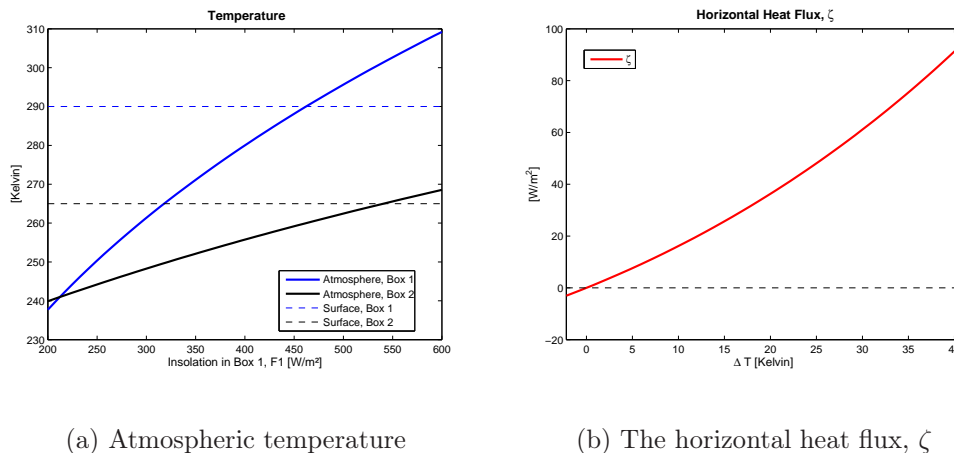 Temperature
310
300
290
280
270
260
250
240
230
[Kelvin]
Atmosphere, Box 1
Atmosphere, Box 2
Surface, Box 1
Surface, Box 2
200 250 300 350 400 450 500 550 600
Insolation in Box 1, F1 [W/m²]
(a) Atmospheric temperature
Horizontal Heat Flux, ζ
100
80
60
40
20
0
−20
[W/m²]
ζ
0 5 10 15 20 25 30 35 40
Δ T [Kelvin]
(b) The horizontal heat flux, ζ